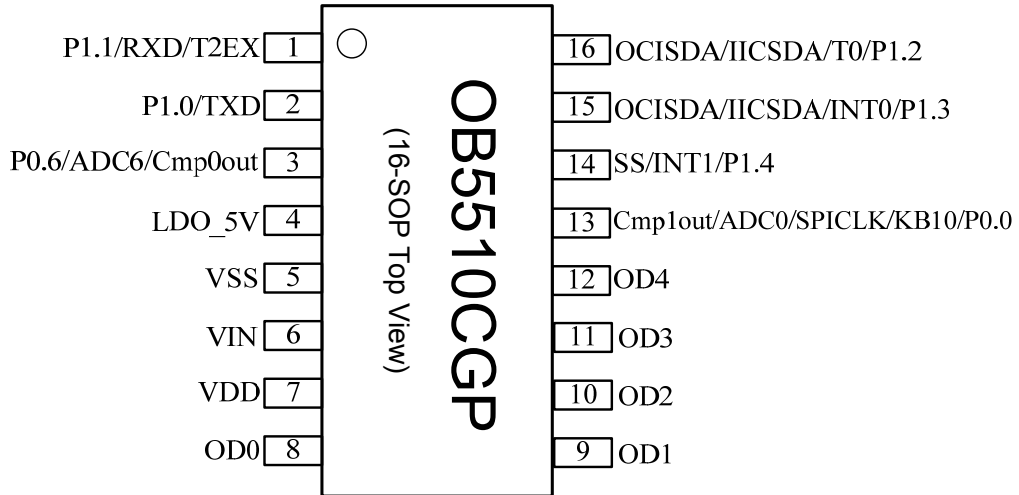 P1.1/RXD/T2EX 1
P1.0/TXD 2
P0.6/ADC6/Cmp0out 3
LDO_5V 4
VSS 5
VIN 6
VDD 7
OD0 8
OB5510CGP
(16-SOP Top View)
16 OCISDA/IICSDA/T0/P1.2
15 OCISDA/IICSDA/INT0/P1.3
14 SS/INT1/P1.4
13 Cmp1out/ADC0/SPICLK/KB10/P0.0
12 OD4
11 OD3
10 OD2
9 OD1